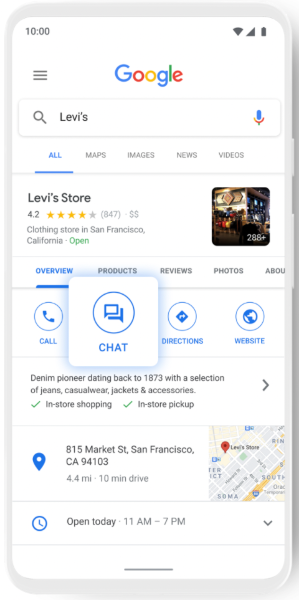 10:00
Google
Levi's
ALL MAPS IMAGES NEWS VIDEOS
Levi's Store
4.2 (847) · $$
Clothing store in San Francisco,
California · Open
288+
OVERVIEW PRODUCTS REVIEWS PHOTOS ABOU
CALL CHAT DIRECTIONS WEBSITE
Denim pioneer dating back to 1873 with a selection
of jeans, casualwear, jackets & accessories.
In-store shopping In-store pickup
815 Market St, San Francisco,
CA 94103
4.4 mi · 10 min drive
Levi's Store
SOMA
Open today · 11 AM – 7 PM